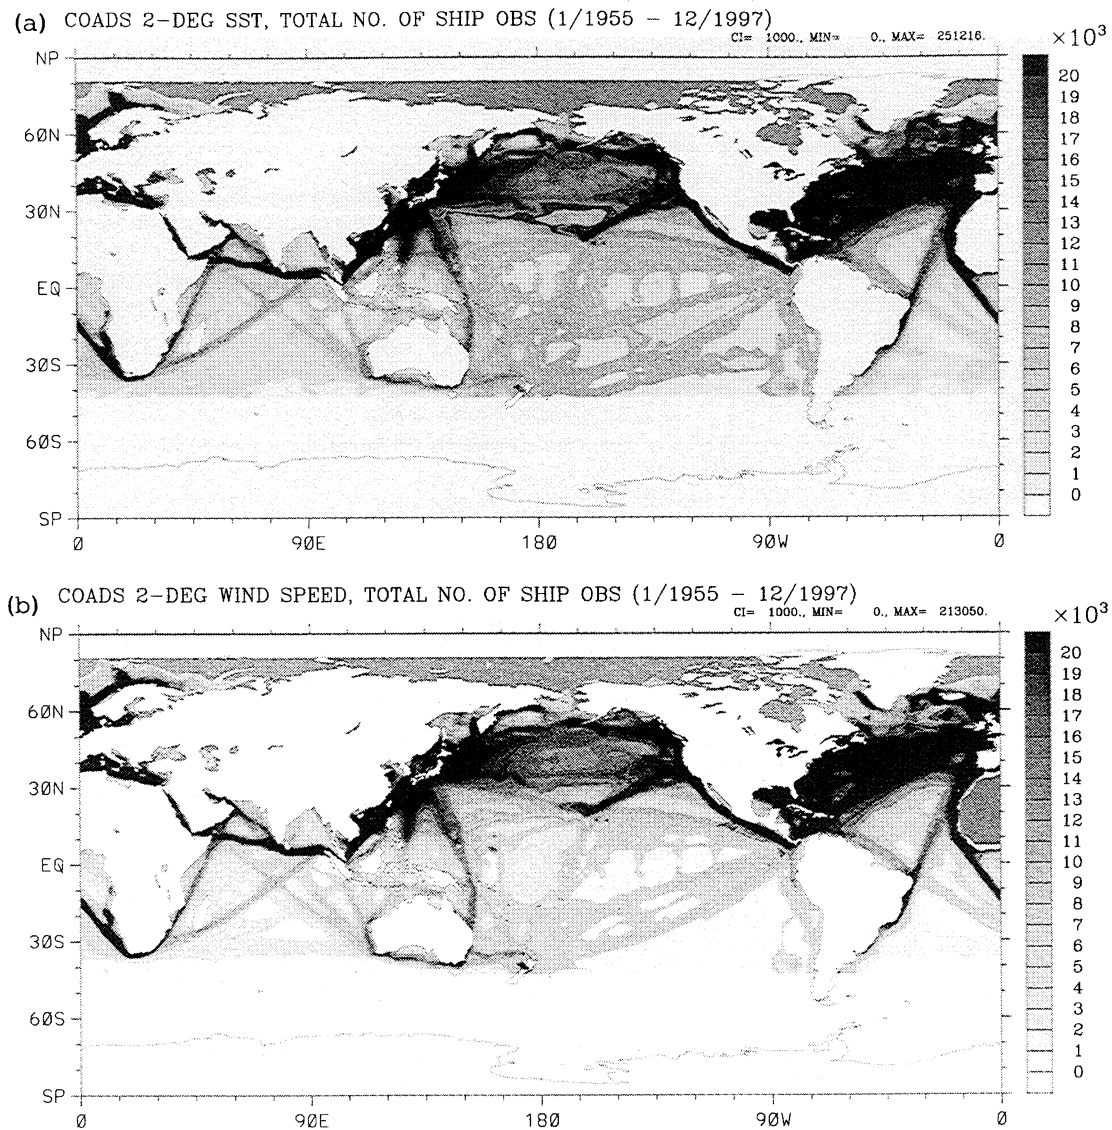 (a) COADS 2-DEG SST, TOTAL NO. OF SHIP OBS (1/1955 - 12/1997)
CI= 1000., MIN= 0., MAX= 251216.
×10³
NP
60N
30N
EQ
30S
60S
SP
0 90E 180 90W 0
20
19
18
17
16
15
14
13
12
11
10
9
8
7
6
5
4
3
2
1
0
(b) COADS 2-DEG WIND SPEED, TOTAL NO. OF SHIP OBS (1/1955 - 12/1997)
CI= 1000., MIN= 0., MAX= 213050.
×10³
NP
60N
30N
EQ
30S
60S
SP
0 90E 180 90W 0
20
19
18
17
16
15
14
13
12
11
10
9
8
7
6
5
4
3
2
1
0